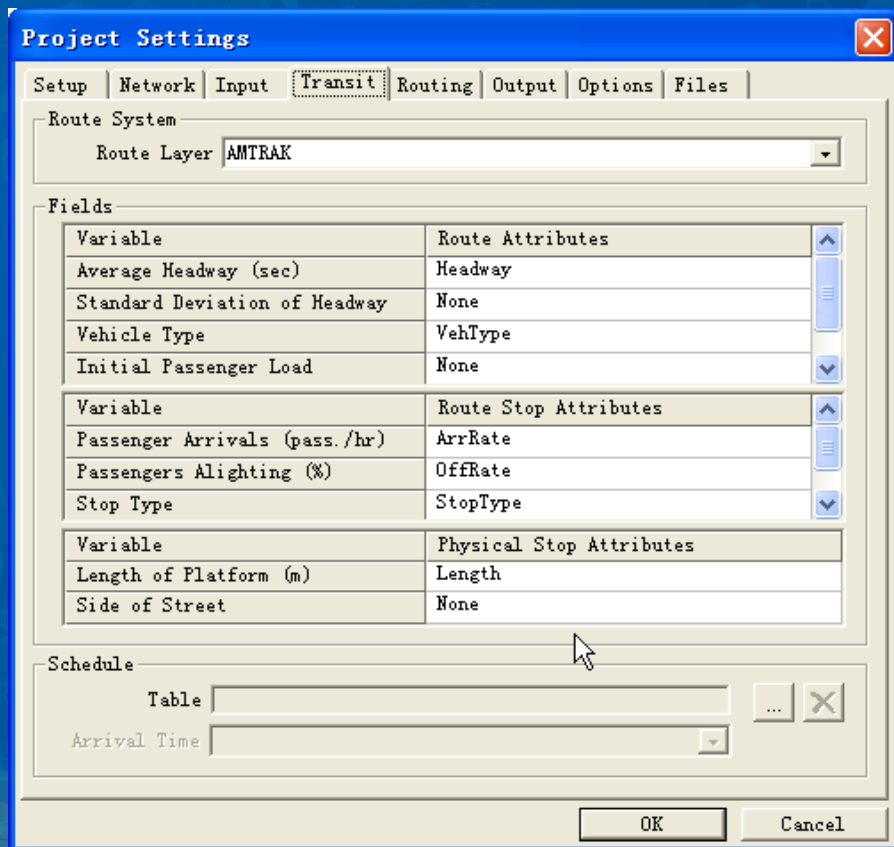 Project Settings
Setup Network Input Transit Routing Output Options Files
Route System
Route Layer AMTRAK
Fields
Variable Route Attributes
Average Headway (sec) Headway
Standard Deviation of Headway None
Vehicle Type VehType
Initial Passenger Load None
Variable Route Stop Attributes
Passenger Arrivals (pass./hr) ArrRate
Passengers Alighting (%) OffRate
Stop Type StopType
Variable Physical Stop Attributes
Length of Platform (m) Length
Side of Street None
Schedule
Table ...
Arrival Time
OK Cancel